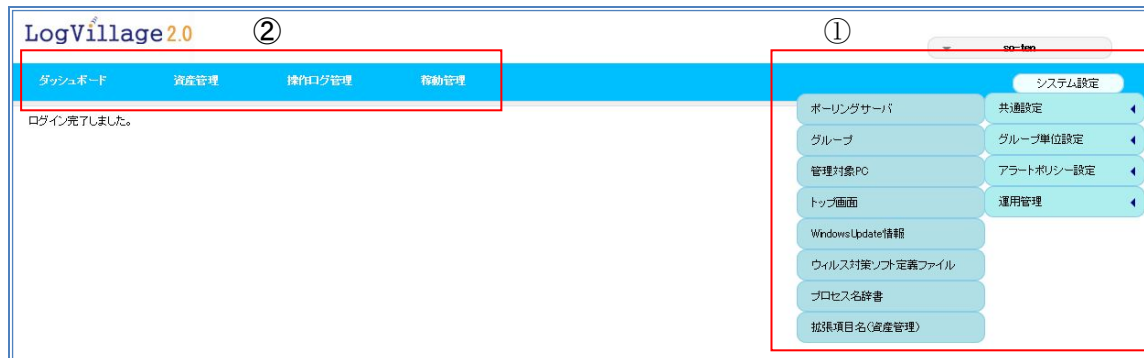 LogVillage2.0
②
①
so-ten
ダッシュボード 資産管理 操作ログ管理 稼動管理
システム設定
ログイン完了しました。
ポーリングサーバ 共通設定
グループ グループ単位設定
管理対象PC アラートポリシー設定
トップ画面 運用管理
WindowsUpdate情報
ウィルス対策ソフト定義ファイル
プロセス名辞書
拡張項目名(資産管理)